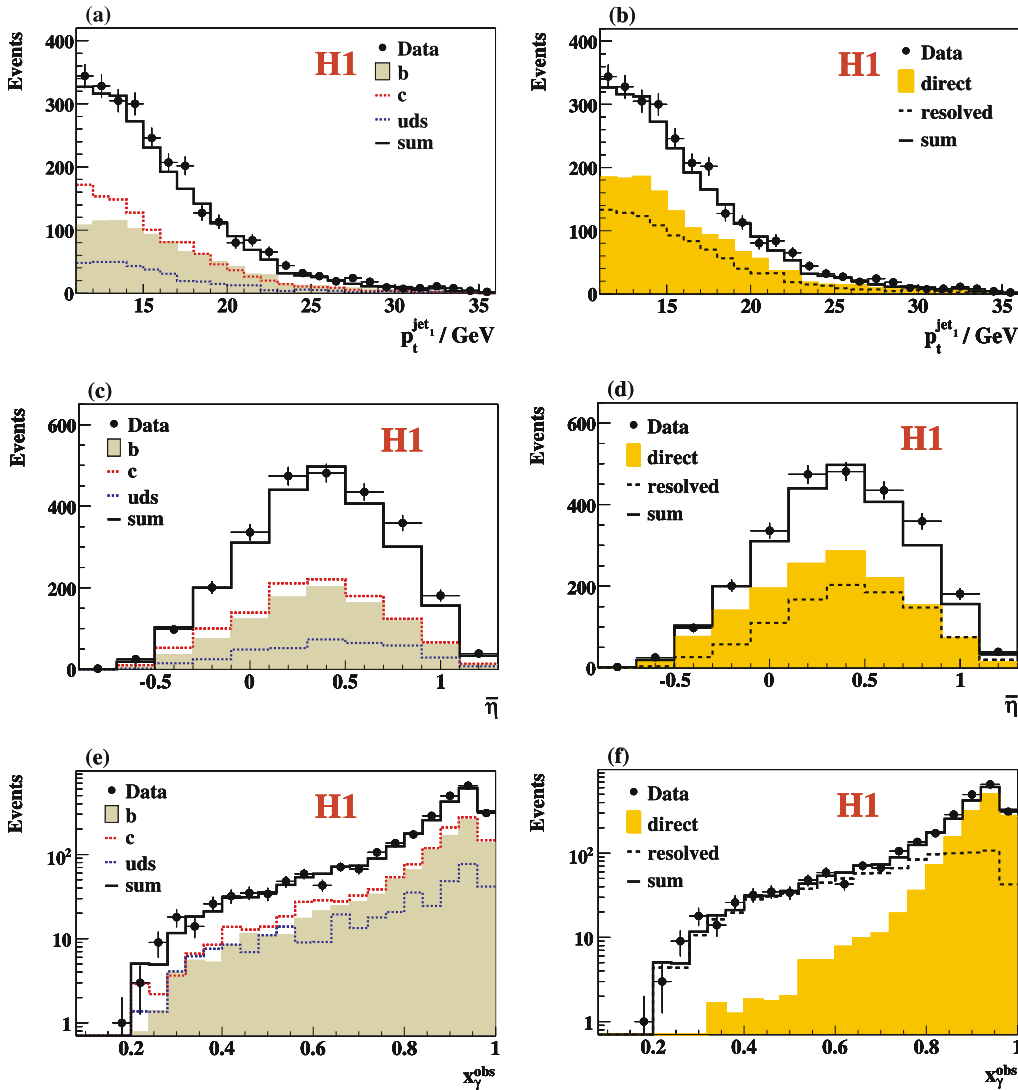 (a)
Events
400
300
200
100
0
H1
Data
b
c
uds
sum
15 20 25 30 35
p_t^{jet_1} / GeV
(b)
Events
400
300
200
100
0
H1
Data
direct
resolved
sum
15 20 25 30 35
p_t^{jet_1} / GeV
(c)
Events
600
400
200
0
Data
b
c
uds
sum
H1
-0.5 0 0.5 1
η̅
(d)
Events
600
400
200
0
Data
direct
resolved
sum
H1
-0.5 0 0.5 1
η̅
(e)
Events
10²
10
1
Data
b
c
uds
sum
H1
0.2 0.4 0.6 0.8 1
x_γ^{obs}
(f)
Events
10²
10
1
Data
direct
resolved
sum
H1
0.2 0.4 0.6 0.8 1
x_γ^{obs}